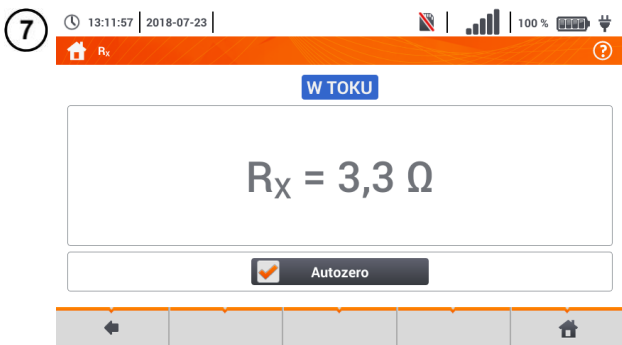 7
13:11:57 2018-07-23 100 %
Rx ?
W TOKU
RX = 3,3 Ω
Autozero